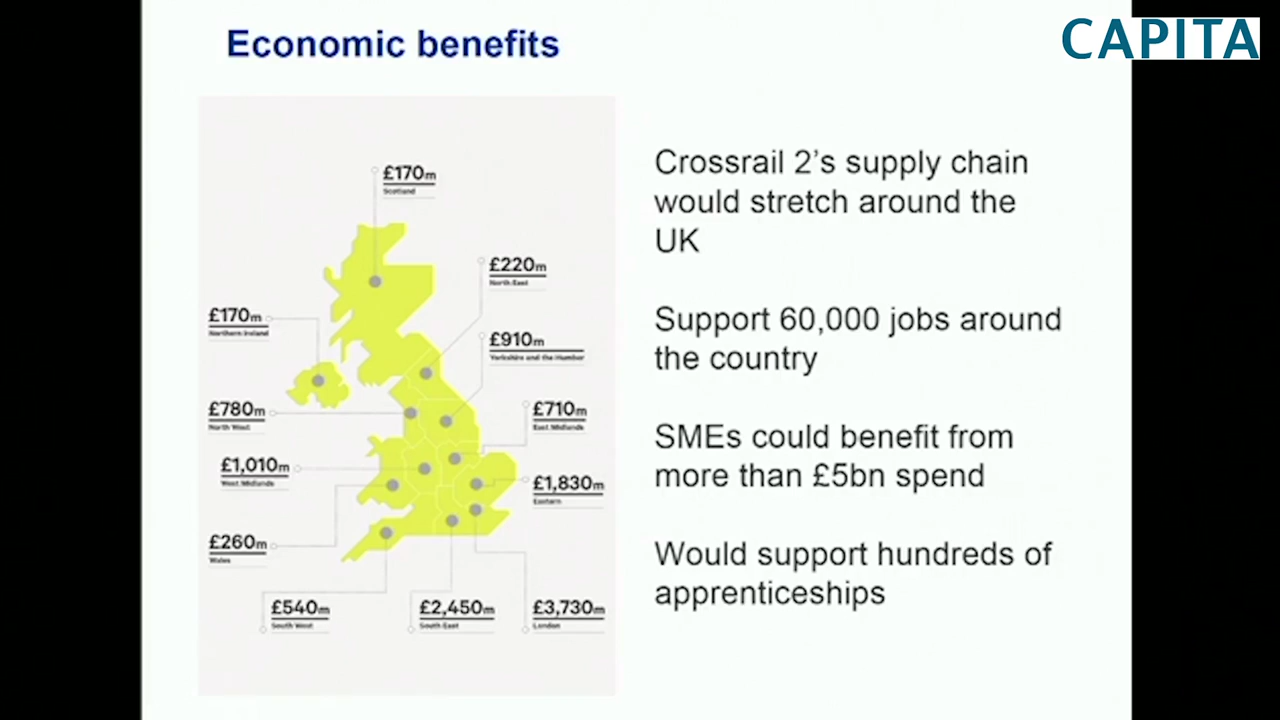 Economic benefits
CAPITA
£170m
Scotland
£220m
North East
£170m
Northern Ireland
£910m
Yorkshire and the Humber
£780m
North West
£710m
East Midlands
£1,010m
West Midlands
£1,830m
Eastern
£260m
Wales
£540m
South West
£2,450m
South East
£3,730m
London
Crossrail 2’s supply chain
would stretch around the
UK
Support 60,000 jobs around
the country
SMEs could benefit from
more than £5bn spend
Would support hundreds of
apprenticeships